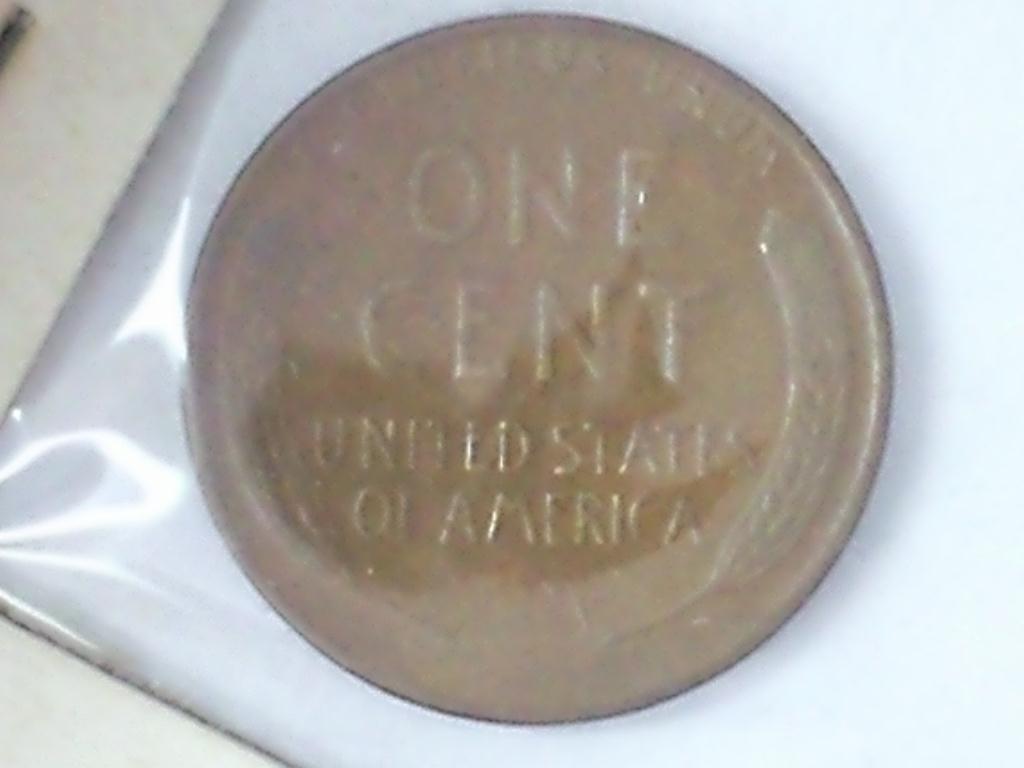 ONE
CENT
UNITED STATES
OF AMERICA